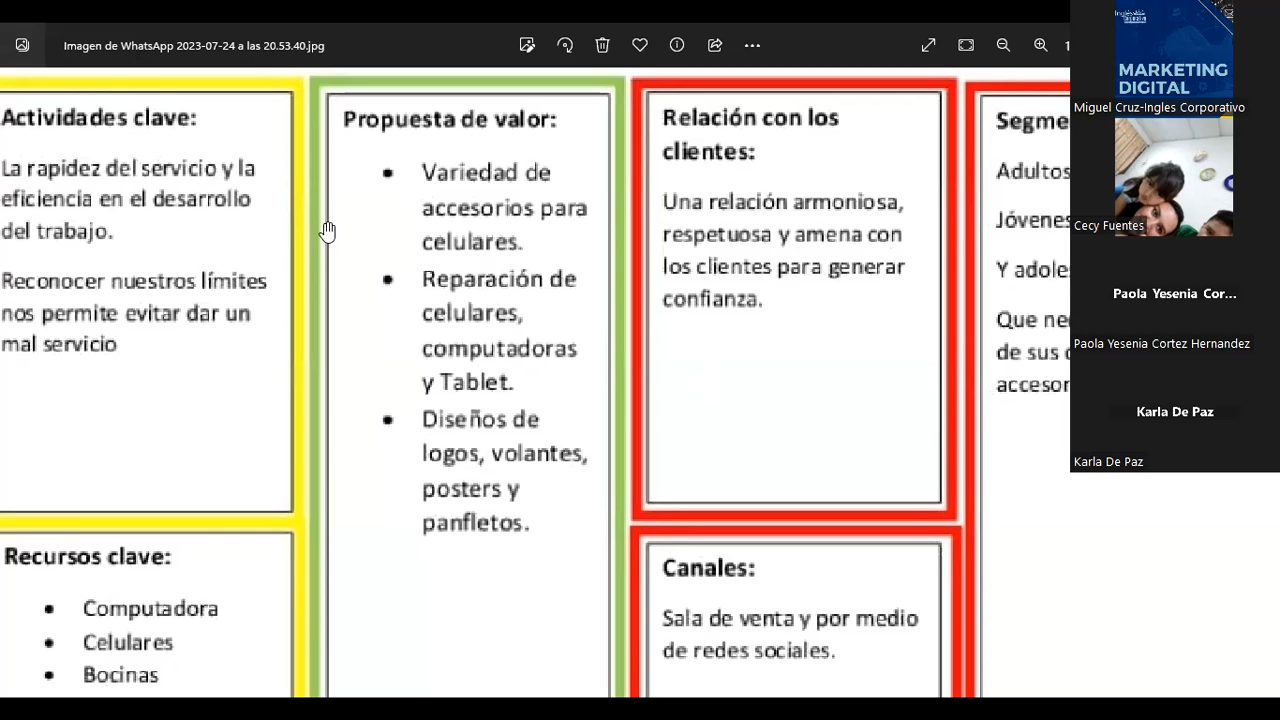 Imagen de WhatsApp 2023-07-24 a las 20.53.40.jpg
1
Actividades clave:
La rapidez del servicio y la
eficiencia en el desarrollo
del trabajo.
Reconocer nuestros límites
nos permite evitar dar un
mal servicio
Recursos clave:
• Computadora
• Celulares
• Bocinas
Propuesta de valor:
• Variedad de
accesorios para
celulares.
• Reparación de
celulares,
computadoras
y Tablet.
• Diseños de
logos, volantes,
posters y
panfletos.
Relación con los
clientes:
Una relación armoniosa,
respetuosa y amena con
los clientes para generar
confianza.
Canales:
Sala de venta y por medio
de redes sociales.
Segme
Adultos
Jóvenes
Y adole
Que ne
de sus
accesor
MARKETING
DIGITAL
Miguel Cruz-Ingles Corporativo
Cecy Fuentes
Paola Yesenia Cor...
Paola Yesenia Cortez Hernandez
Karla De Paz
Karla De Paz